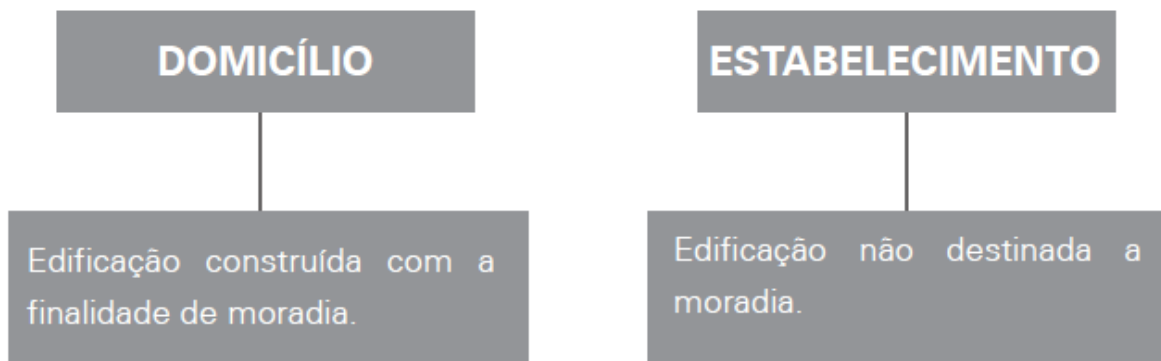 DOMICÍLIO
Edificação construída com a
finalidade de moradia.
ESTABELECIMENTO
Edificação não destinada a
moradia.